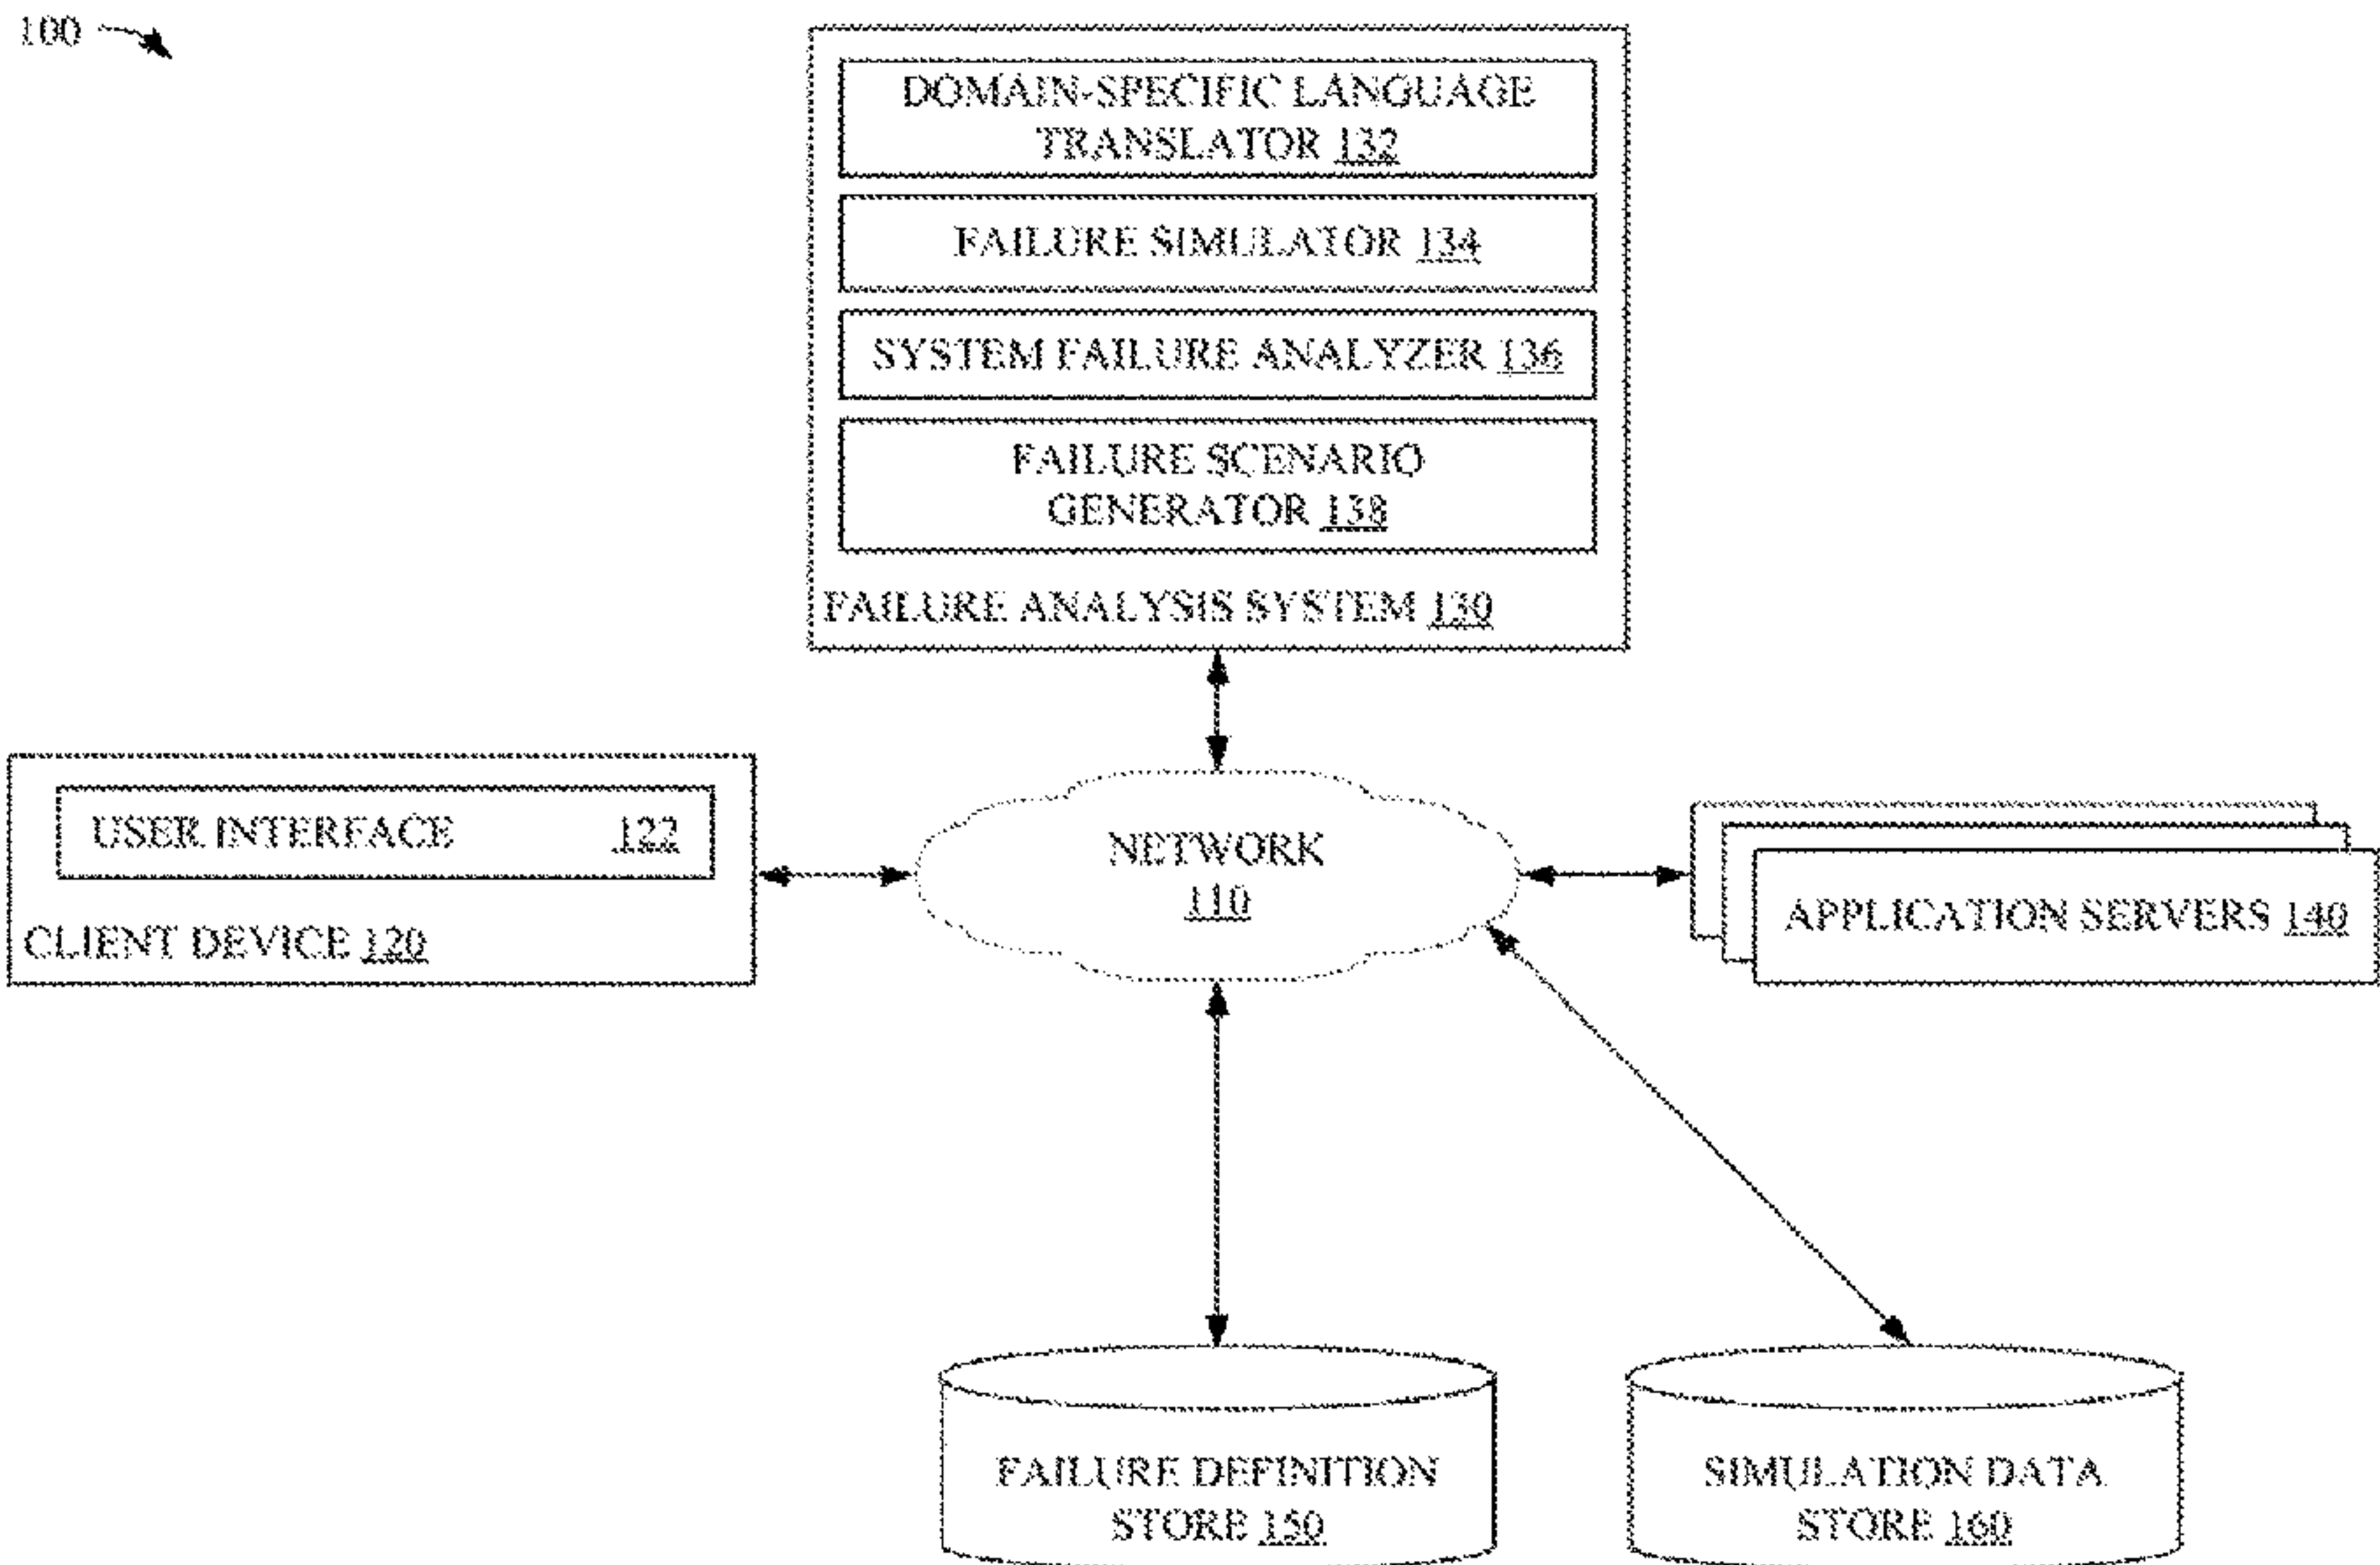 100
DOMAIN-SPECIFIC LANGUAGE
TRANSLATOR 132
FAILURE SIMULATOR 134
SYSTEM FAILURE ANALYZER 136
FAILURE SCENARIO
GENERATOR 138
FAILURE ANALYSIS SYSTEM 130
USER INTERFACE 122
CLIENT DEVICE 120
NETWORK
110
APPLICATION SERVERS 140
FAILURE DEFINITION
STORE 150
SIMULATION DATA
STORE 160